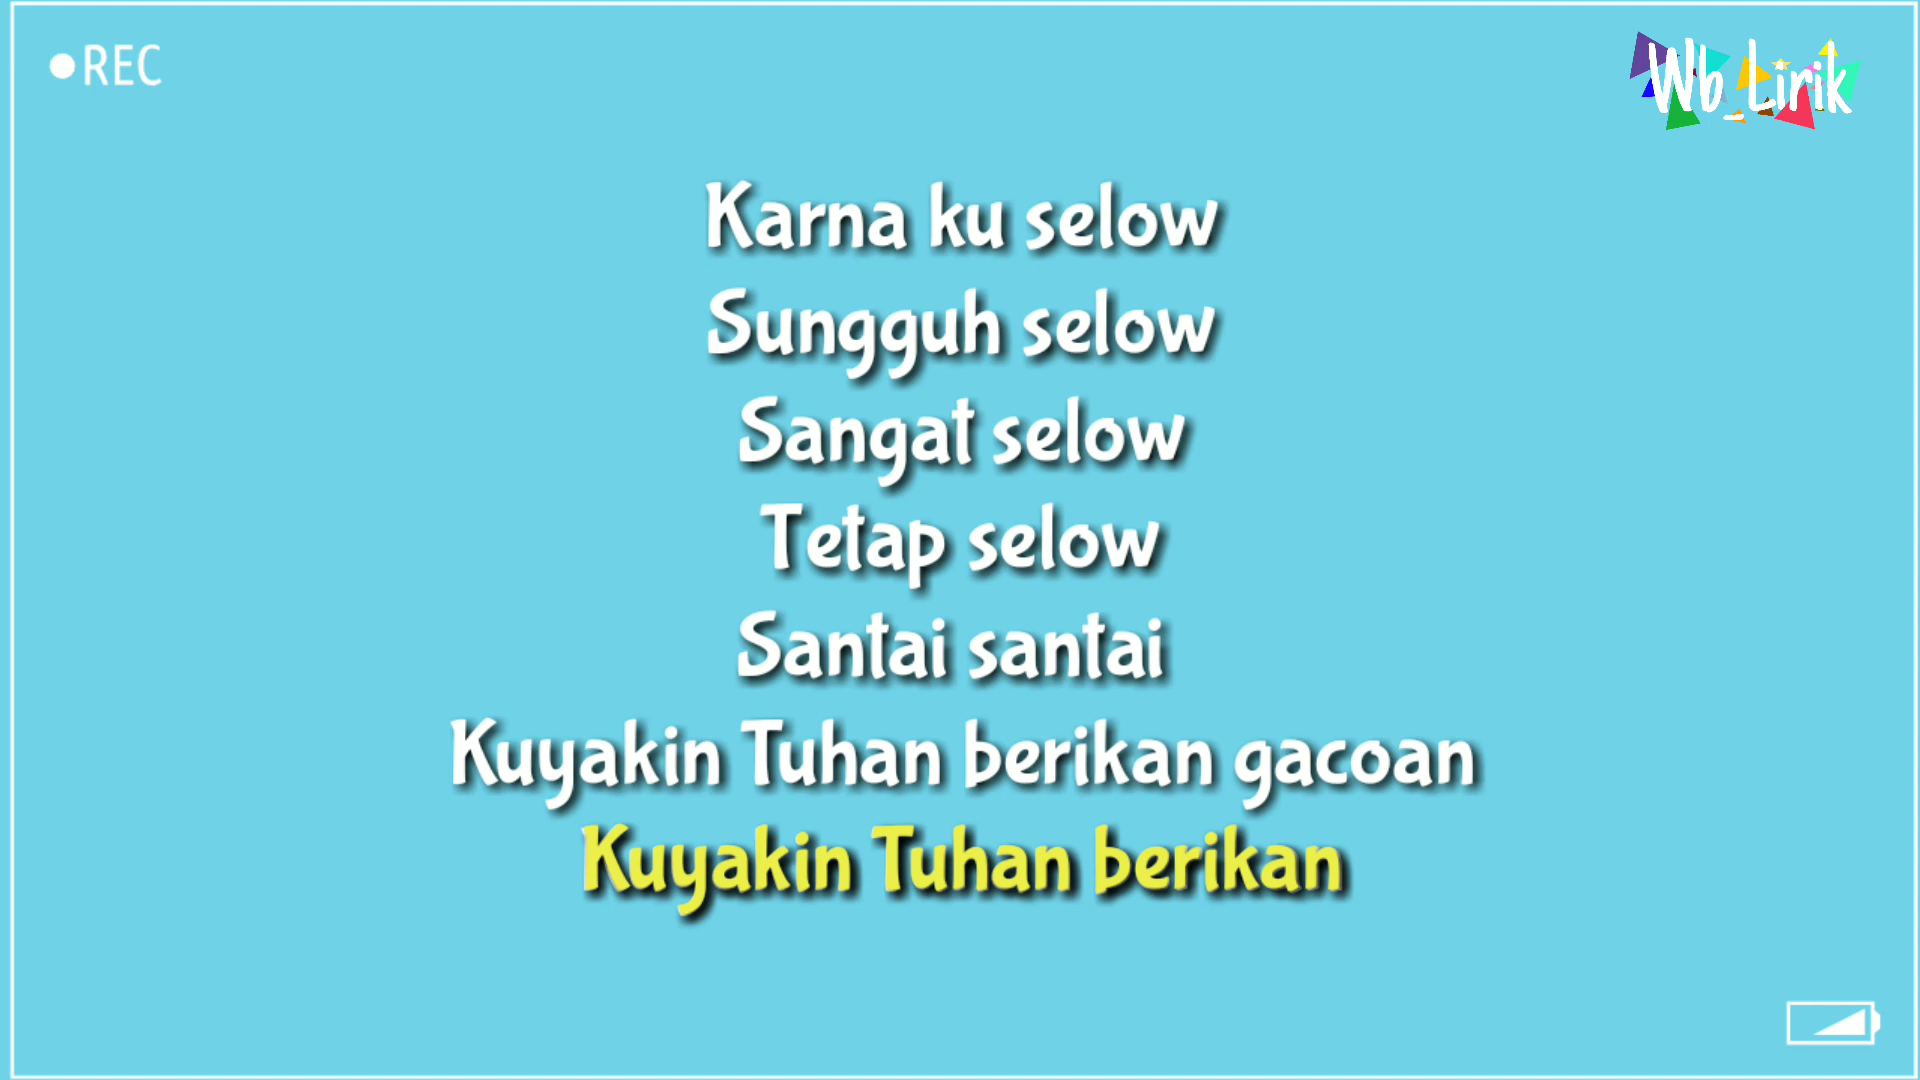 REC
Wb_Lirik
Karna ku selow
Sungguh selow
Sangat selow
Tetap selow
Santai santai
Kuyakin Tuhan berikan gacoan
Kuyakin Tuhan berikan